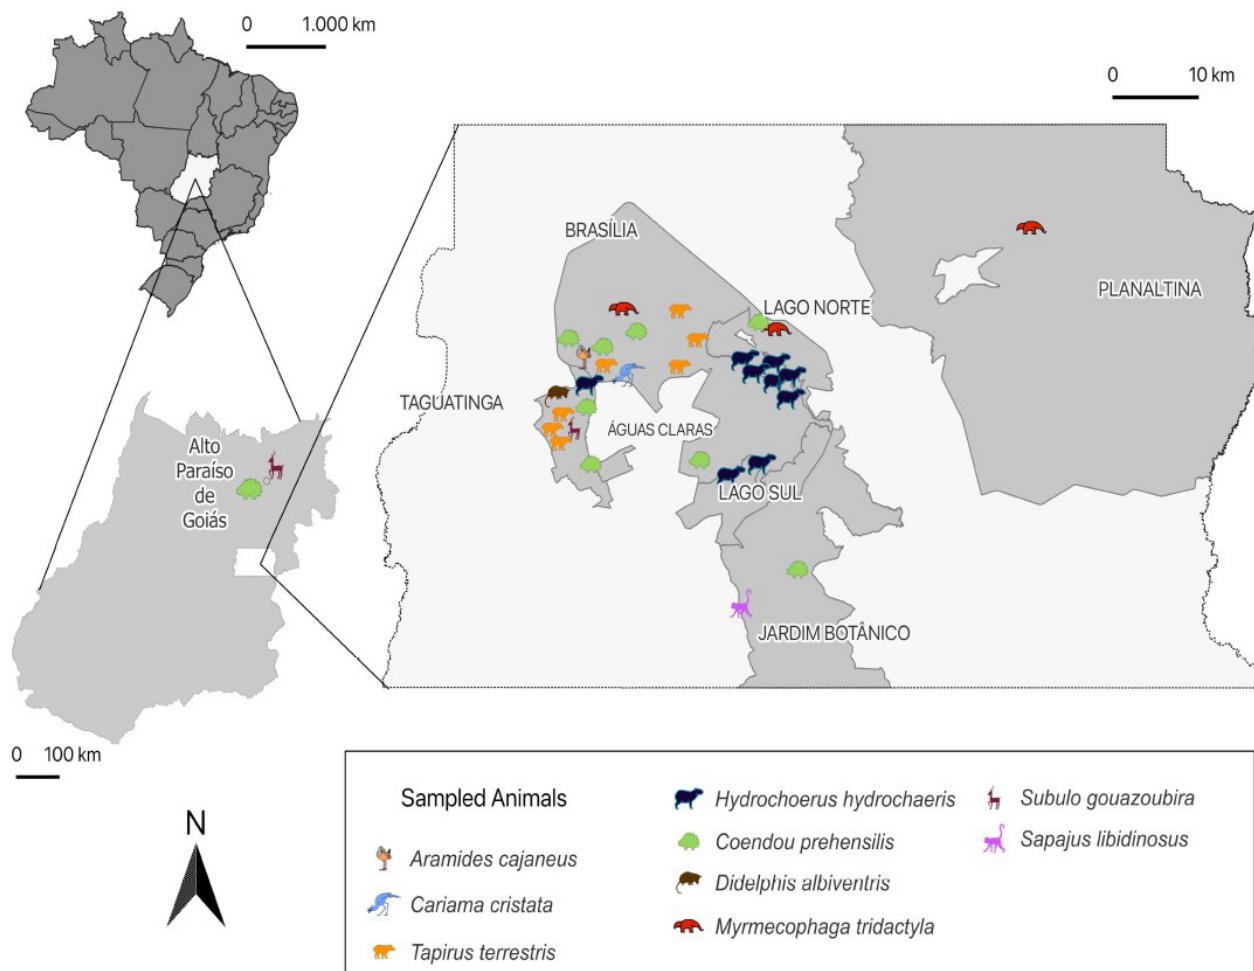 0 1.000 km
0 10 km
BRASÍLIA
LAGO NORTE
PLANALTINA
TAGUATINGA
ÁGUAS CLARAS
LAGO SUL
JARDIM BOTÂNICO
Alto
Paraíso
de
Goiás
0 100 km
N
Sampled Animals
Aramides cajaneus
Cariama cristata
Tapirus terrestris
Hydrochoerus hydrochaeris
Coendou prehensilis
Didelphis albiventris
Myrmecophaga tridactyla
Subulo gouazoubira
Sapajus libidinosus